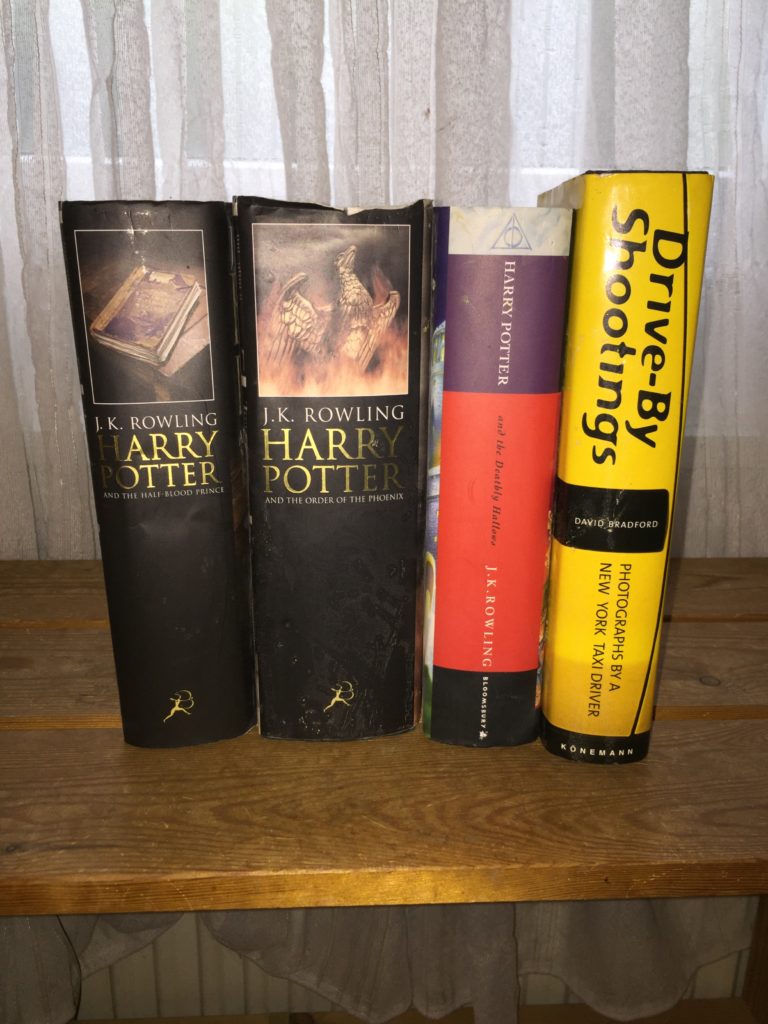 J.K. ROWLING
HARRY
POTTER
AND THE HALF-BLOOD PRINCE
J.K. ROWLING
HARRY
POTTER
AND THE ORDER OF THE PHOENIX
HARRY POTTER
and the Deathly Hallows
J.K.ROWLING
BLOOMSBURY
Drive-By
Shootings
DAVID BRADFORD
PHOTOGRAPHS BY A
NEW YORK TAXI DRIVER
KÖNEMANN